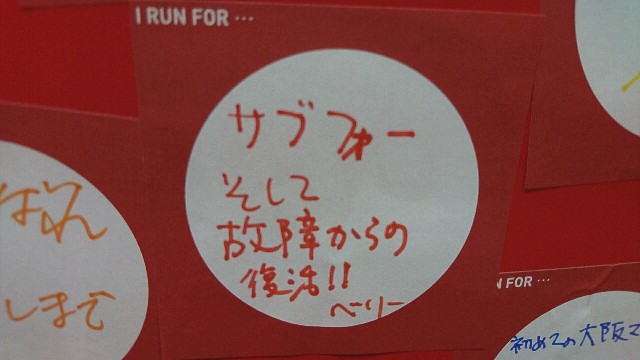 I RUN FOR …
サブフォー
そして
故障からの
復活!!
ベーリー
しまで
N FOR …
初めての大阪で